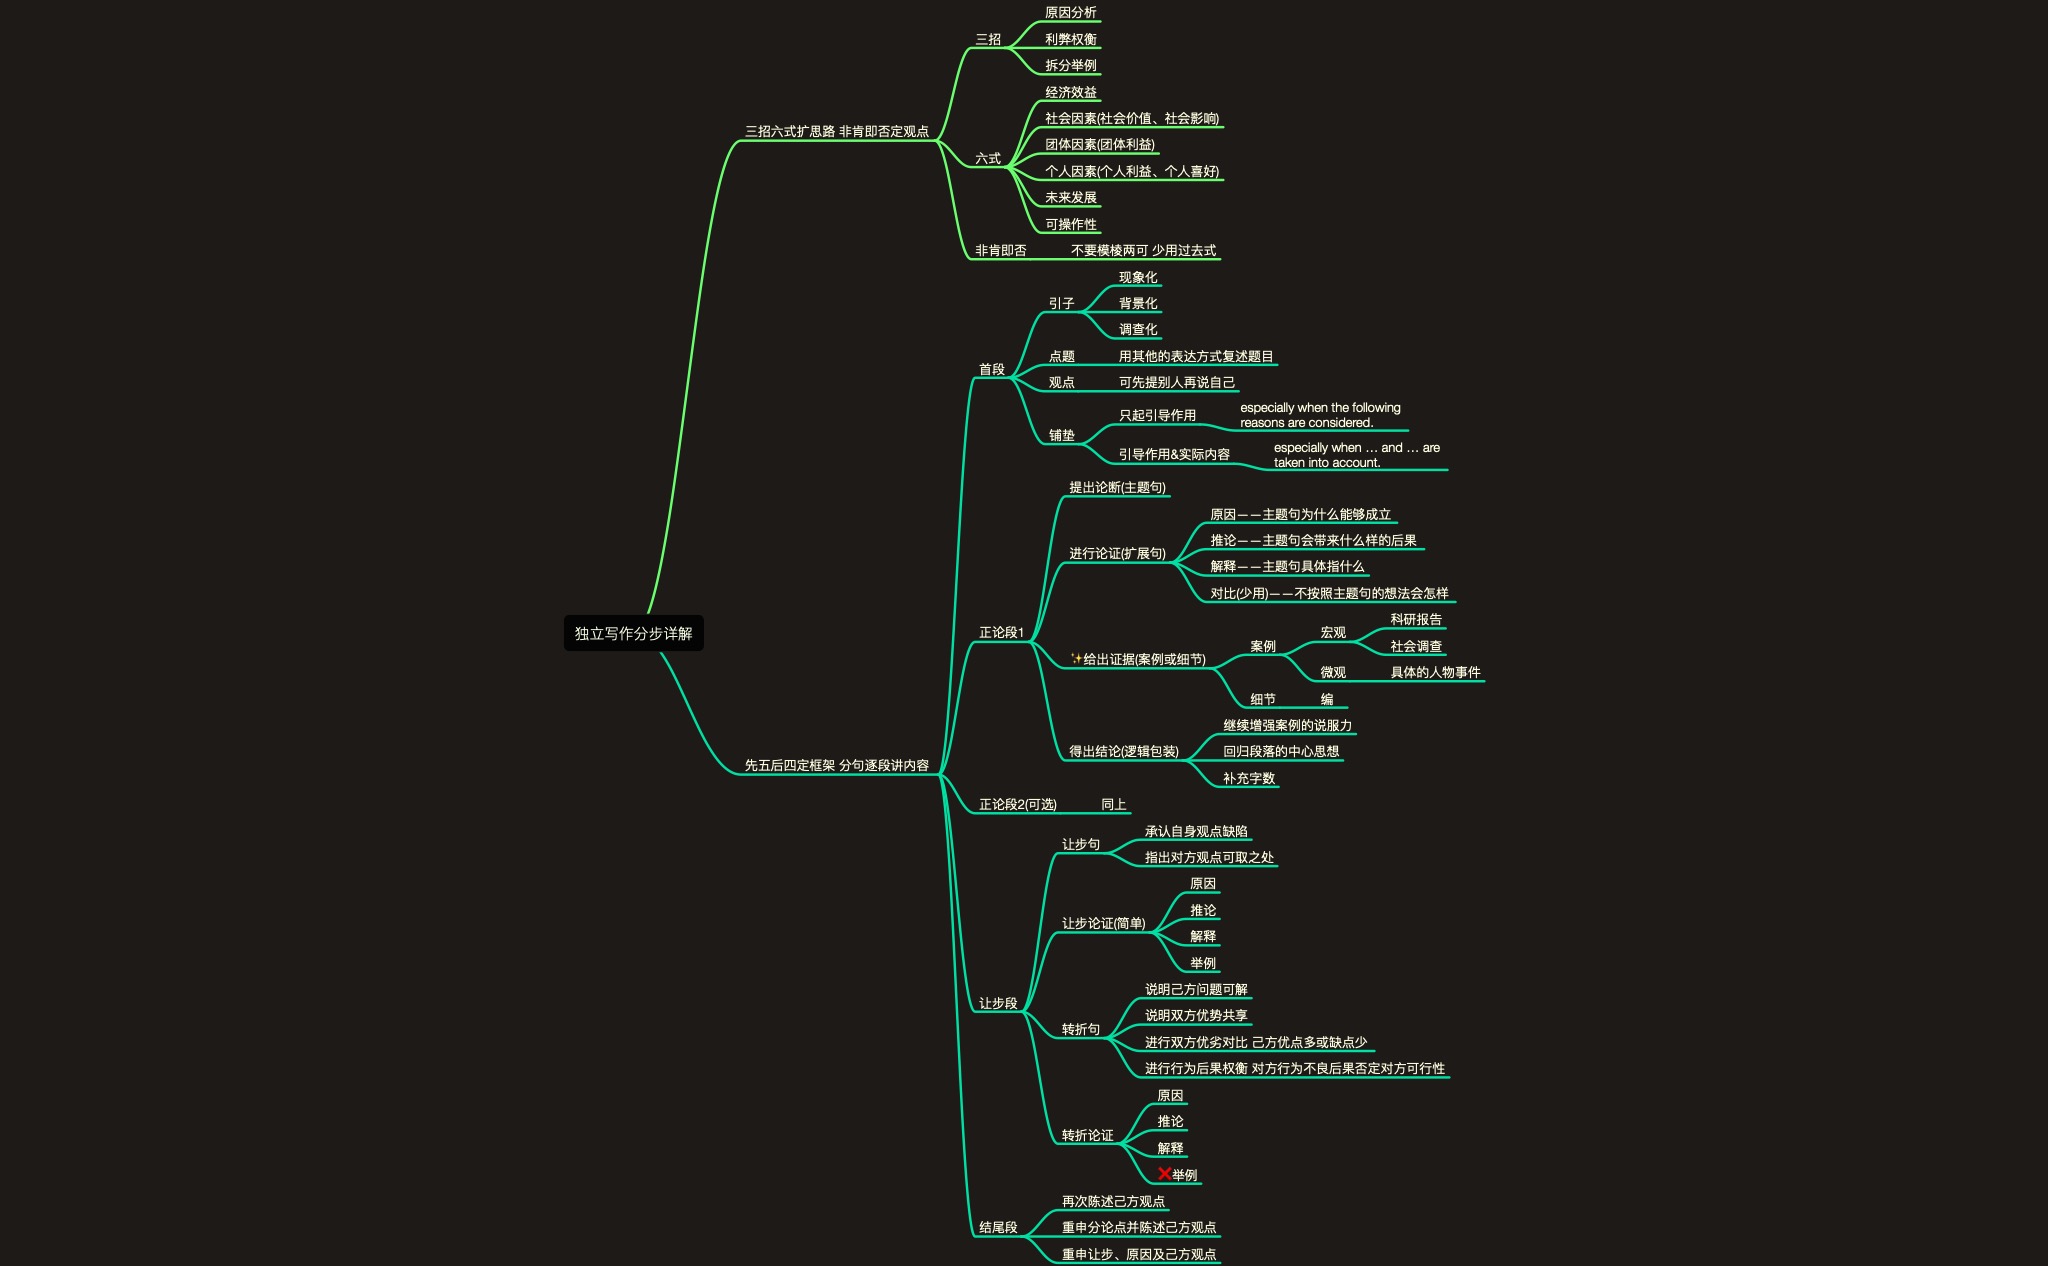 独立写作分步详解
三招六式扩思路 非肯即否定观点
三招
原因分析
利弊权衡
拆分举例
六式
经济效益
社会因素(社会价值、社会影响)
团体因素(团体利益)
个人因素(个人利益、个人喜好)
未来发展
可操作性
非肯即否
不要模棱两可 少用过去式
先五后四定框架 分句逐段讲内容
首段
引子
现象化
背景化
调查化
点题
用其他的表达方式复述题目
观点
可先提别人再说自己
铺垫
只起引导作用
especially when the following
reasons are considered.
引导作用&实际内容
especially when ... and ... are
taken into account.
正论段1
提出论断(主题句)
进行论证(扩展句)
原因——主题句为什么能够成立
推论——主题句会带来什么样的后果
解释——主题句具体指什么
对比(少用)——不按照主题句的想法会怎样
✨给出证据(案例或细节)
案例
宏观
科研报告
社会调查
微观
具体的人物事件
细节
编
得出结论(逻辑包装)
继续增强案例的说服力
回归段落的中心思想
补充字数
正论段2(可选)
同上
让步段
让步句
承认自身观点缺陷
指出对方观点可取之处
让步论证(简单)
原因
推论
解释
举例
转折句
说明己方问题可解
说明双方优势共享
进行双方优劣对比 己方优点多或缺点少
进行行为后果权衡 对方行为不良后果否定对方可行性
转折论证
原因
推论
解释
❌举例
结尾段
再次陈述己方观点
重申分论点并陈述己方观点
重申让步、原因及己方观点